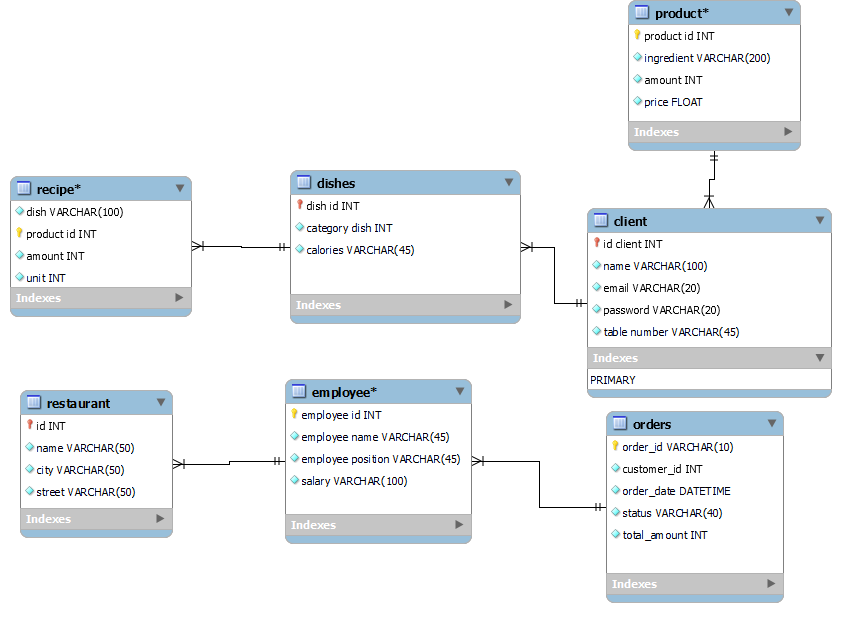 product*
product id INT
ingredient VARCHAR(200)
amount INT
price FLOAT
Indexes
recipe*
dish VARCHAR(100)
product id INT
amount INT
unit INT
Indexes
dishes
dish id INT
category dish INT
calories VARCHAR(45)
Indexes
client
id client INT
name VARCHAR(100)
email VARCHAR(20)
password VARCHAR(20)
table number VARCHAR(45)
Indexes
PRIMARY
restaurant
id INT
name VARCHAR(50)
city VARCHAR(50)
street VARCHAR(50)
Indexes
employee*
employee id INT
employee name VARCHAR(45)
employee position VARCHAR(45)
salary VARCHAR(100)
Indexes
orders
order_id VARCHAR(10)
customer_id INT
order_date DATETIME
status VARCHAR(40)
total_amount INT
Indexes